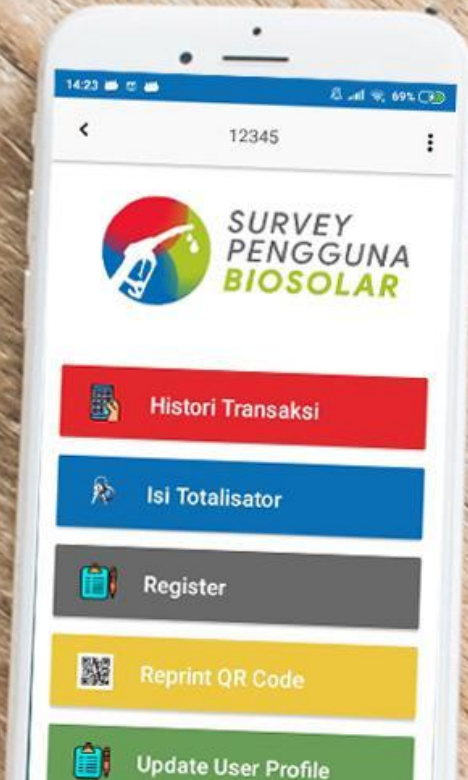 14:23
69%
12345
SURVEY
PENGGUNA
BIOSOLAR
Histori Transaksi
Isi Totalisator
Register
Reprint QR Code
Update User Profile